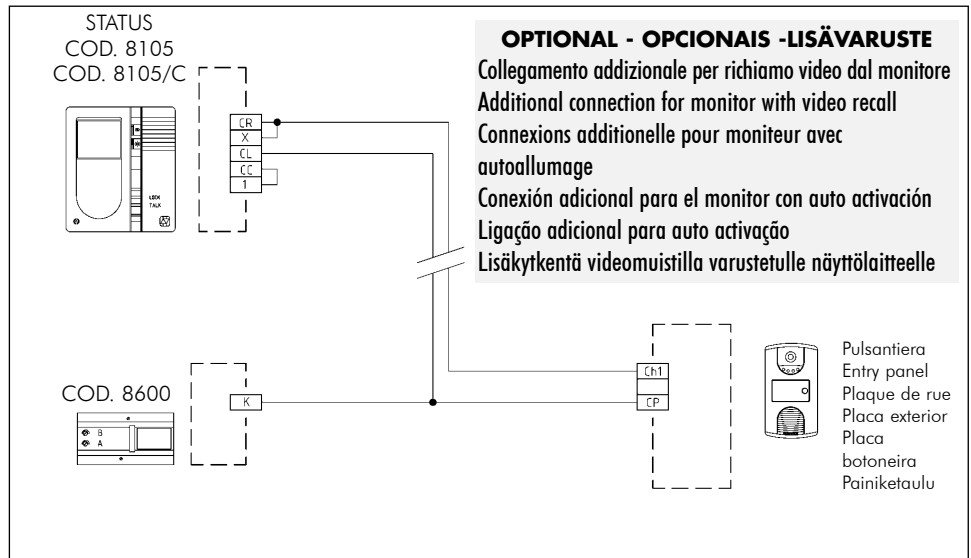 STATUS
COD. 8105
COD. 8105/C
OPTIONAL - OPCIONAIS -LISÄVARUSTE
Collegamento addizionale per richiamo video dal monitore
Additional connection for monitor with video recall
Connexions additionelle pour moniteur avec
autoallumage
Conexión adicional para el monitor con auto activación
Ligação adicional para auto activação
Lisäkytkentä videomuistilla varustetulle näyttölaitteelle
CR
X
CL
CC
1
LOCK
TALK
COD. 8600
B
A
K
Ch1
CP
Pulsantiera
Entry panel
Plaque de rue
Placa exterior
Placa
botoneira
Painiketaulu